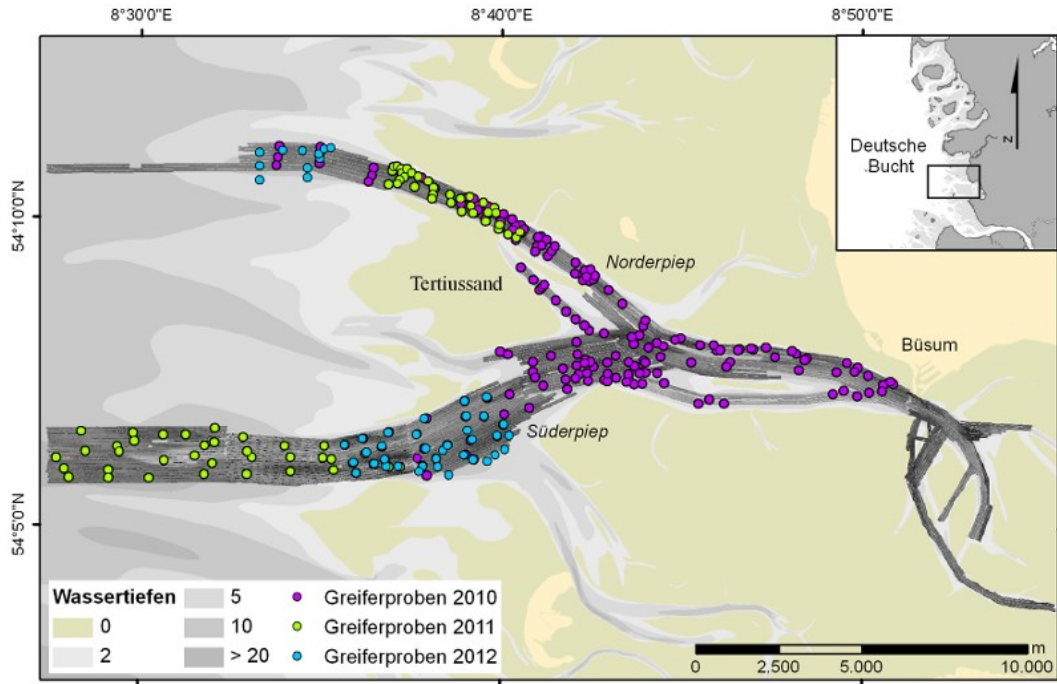 8°30'0"E 8°40'0"E 8°50'0"E
Deutsche
Bucht
N
54°10'0"N
Norderpiep
Tertiussand
Büsum
Süderpiep
54°5'0"N
Wassertiefen
0
2
5
10
> 20
Greiferproben 2010
Greiferproben 2011
Greiferproben 2012
m
0 2.500 5.000 10.000